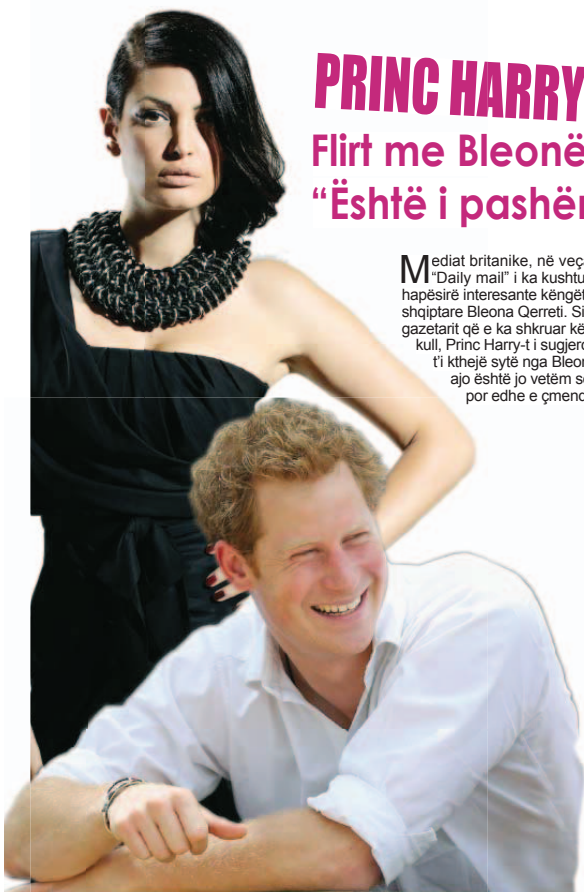 PRINC HARRY
Flirt me Bleonë
“Është i pashëm
Mediat britanike, në veça
“Daily mail” i ka kushtu
hapësirë interesante këngët
shqiptare Bleona Qerreti. Si
gazetarit që e ka shkruar kë
kull, Princ Harry-t i sugjero
t’i kthejë sytë nga Bleon
ajo është jo vetëm se
por edhe e çmend